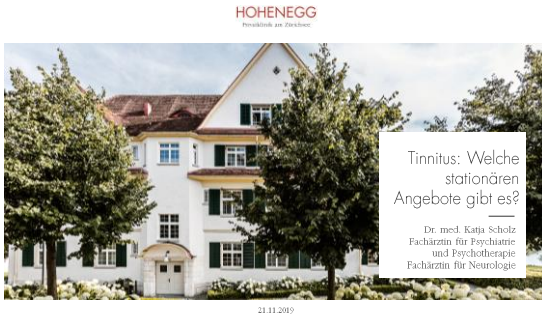 HOHENEGG
Privatklinik am Zürichsee
Tinnitus: Welche
stationären
Angebote gibt es?
Dr. med. Katja Scholz
Fachärztin für Psychiatrie
und Psychotherapie
Fachärztin für Neurologie
21.11.2019